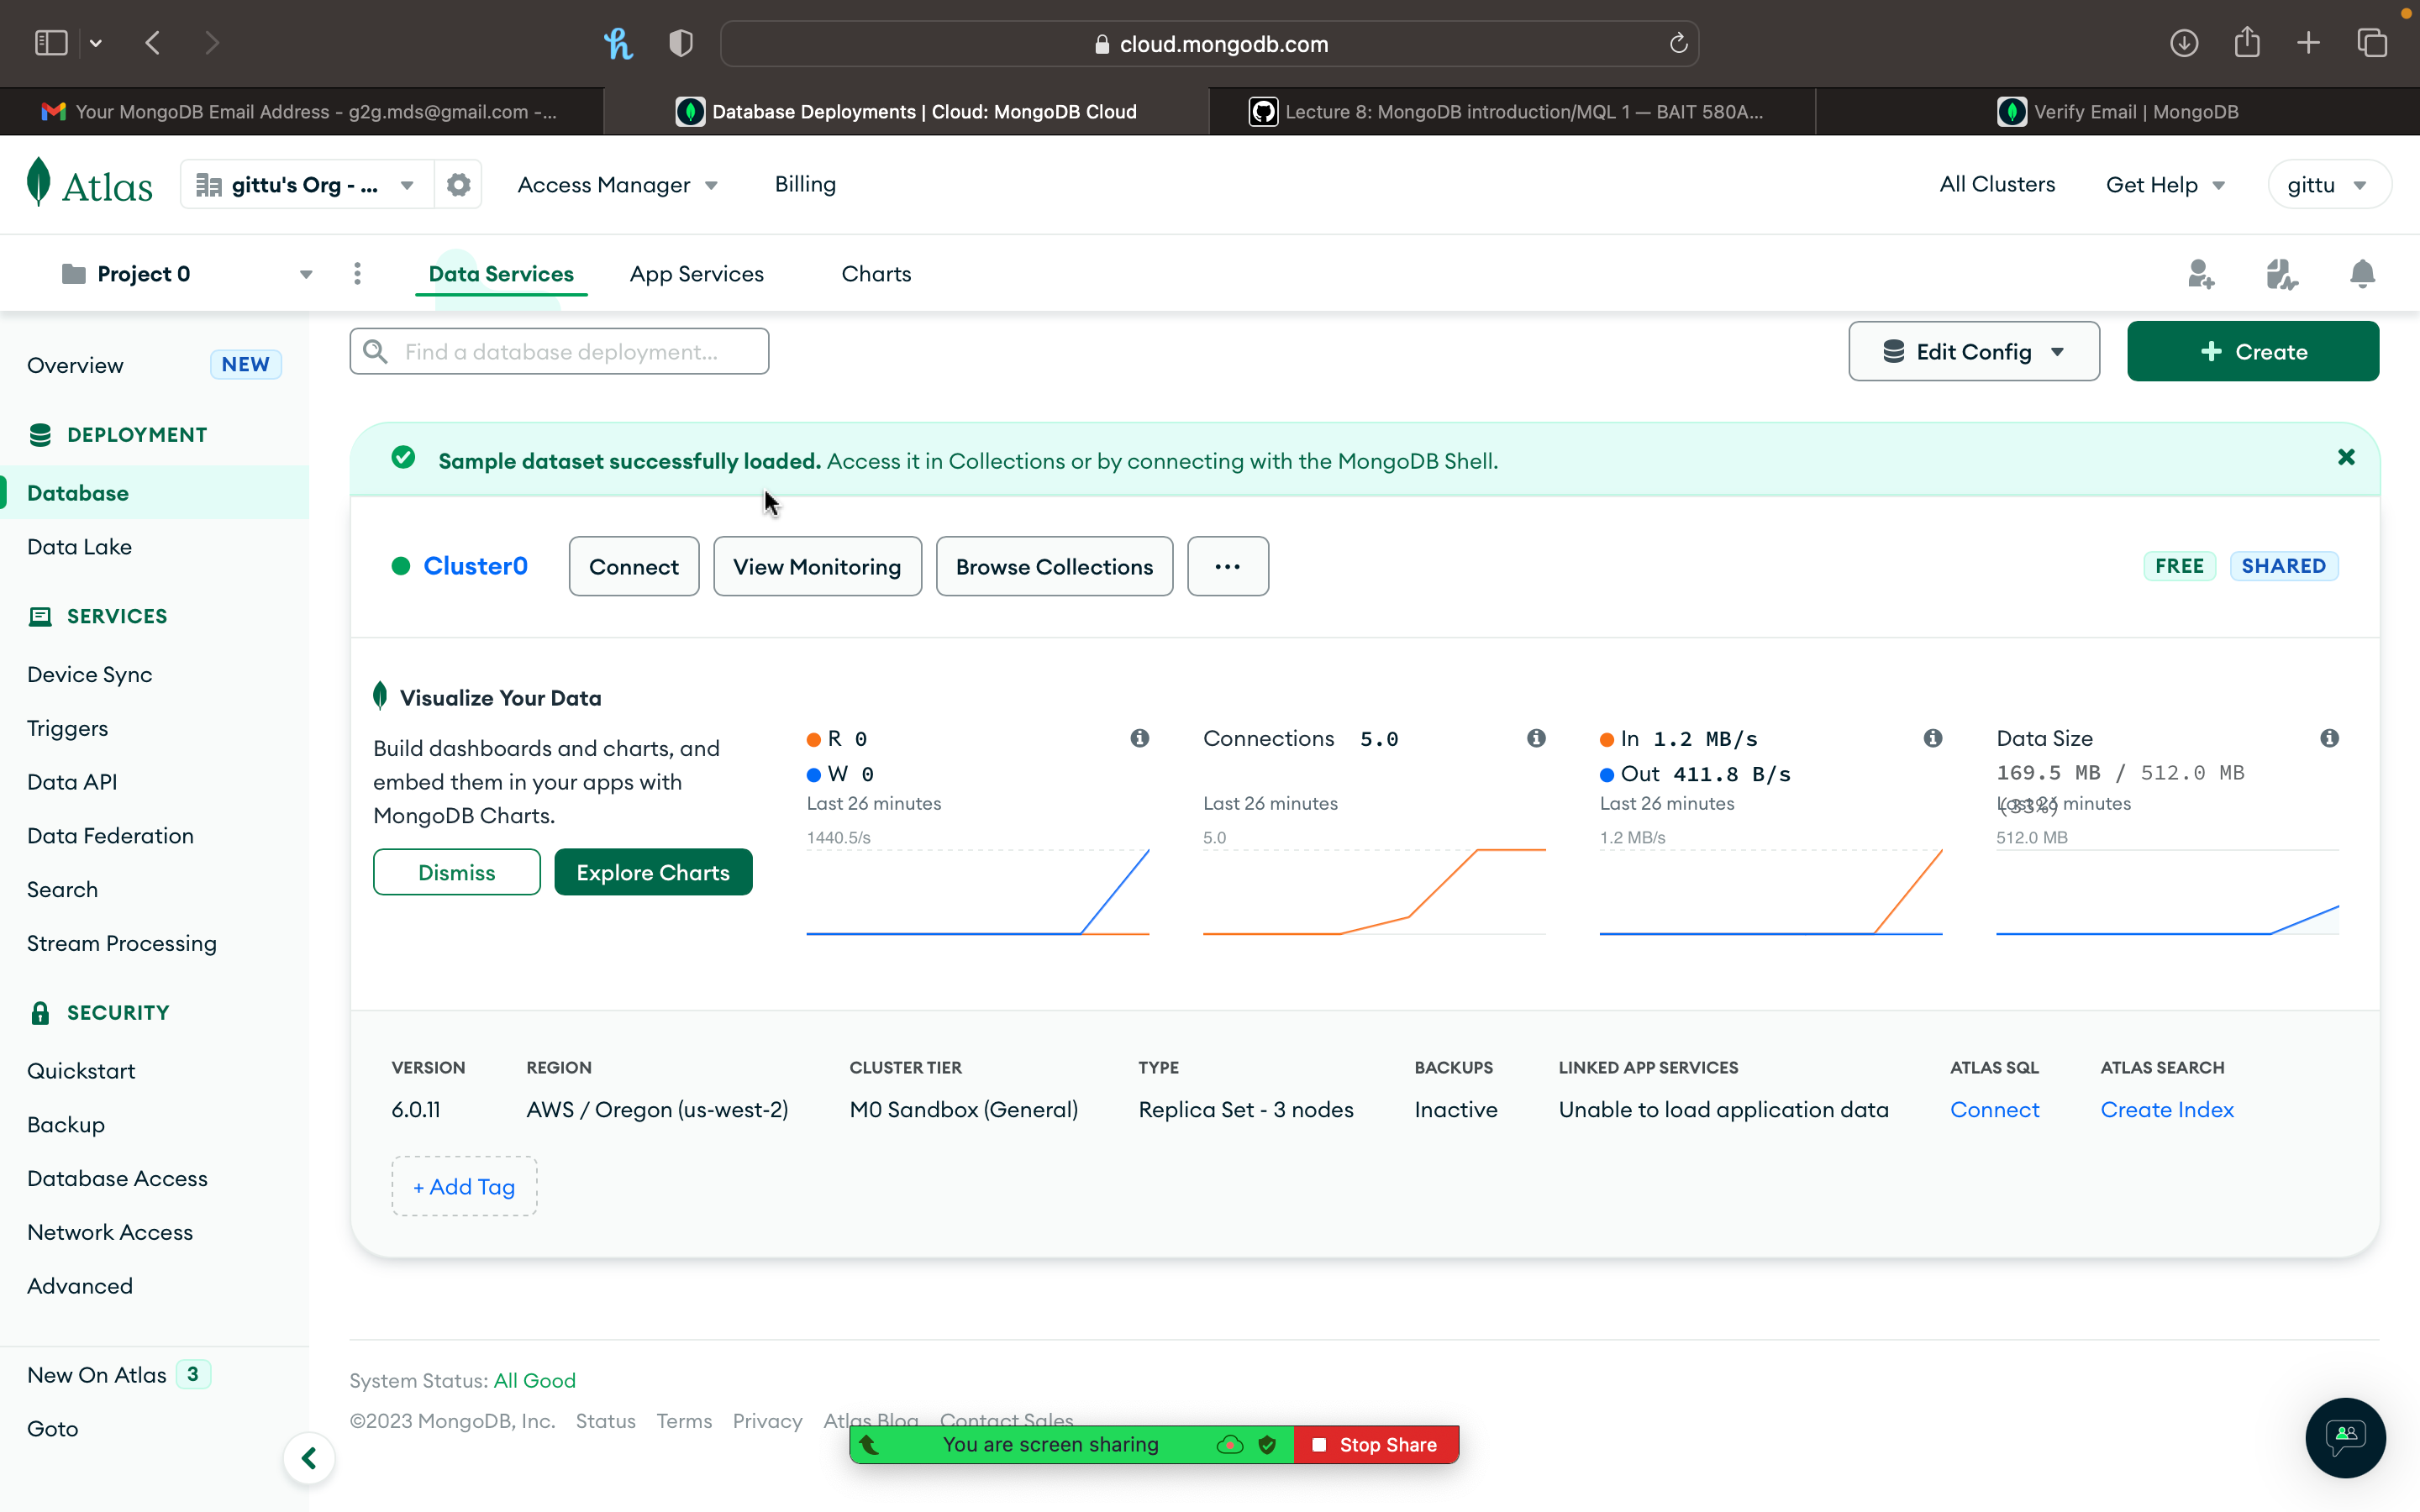 cloud.mongodb.com
Your MongoDB Email Address - g2g.mds@gmail.com -...
Database Deployments | Cloud: MongoDB Cloud
Lecture 8: MongoDB introduction/MQL 1 — BAIT 580A...
Verify Email | MongoDB
Atlas
gittu's Org - ...
Access Manager
Billing
All Clusters
Get Help
gittu
Project 0
Data Services
App Services
Charts
Overview NEW
DEPLOYMENT
Database
Data Lake
SERVICES
Device Sync
Triggers
Data API
Data Federation
Search
Stream Processing
SECURITY
Quickstart
Backup
Database Access
Network Access
Advanced
New On Atlas 3
Goto
Find a database deployment...
Edit Config
+ Create
Sample dataset successfully loaded. Access it in Collections or by connecting with the MongoDB Shell.
Cluster0
Connect
View Monitoring
Browse Collections
...
FREE
SHARED
Visualize Your Data
Build dashboards and charts, and
embed them in your apps with
MongoDB Charts.
Dismiss
Explore Charts
R 0
W 0
Last 26 minutes
1440.5/s
Connections 5.0
Last 26 minutes
5.0
In 1.2 MB/s
Out 411.8 B/s
Last 26 minutes
1.2 MB/s
Data Size
169.5 MB / 512.0 MB
(33%)
Last 26 minutes
512.0 MB
VERSION
6.0.11
REGION
AWS / Oregon (us-west-2)
CLUSTER TIER
M0 Sandbox (General)
TYPE
Replica Set - 3 nodes
BACKUPS
Inactive
LINKED APP SERVICES
Unable to load application data
ATLAS SQL
Connect
ATLAS SEARCH
Create Index
+ Add Tag
System Status: All Good
©2023 MongoDB, Inc. Status Terms Privacy Atlas Blog Contact Sales
You are screen sharing
Stop Share